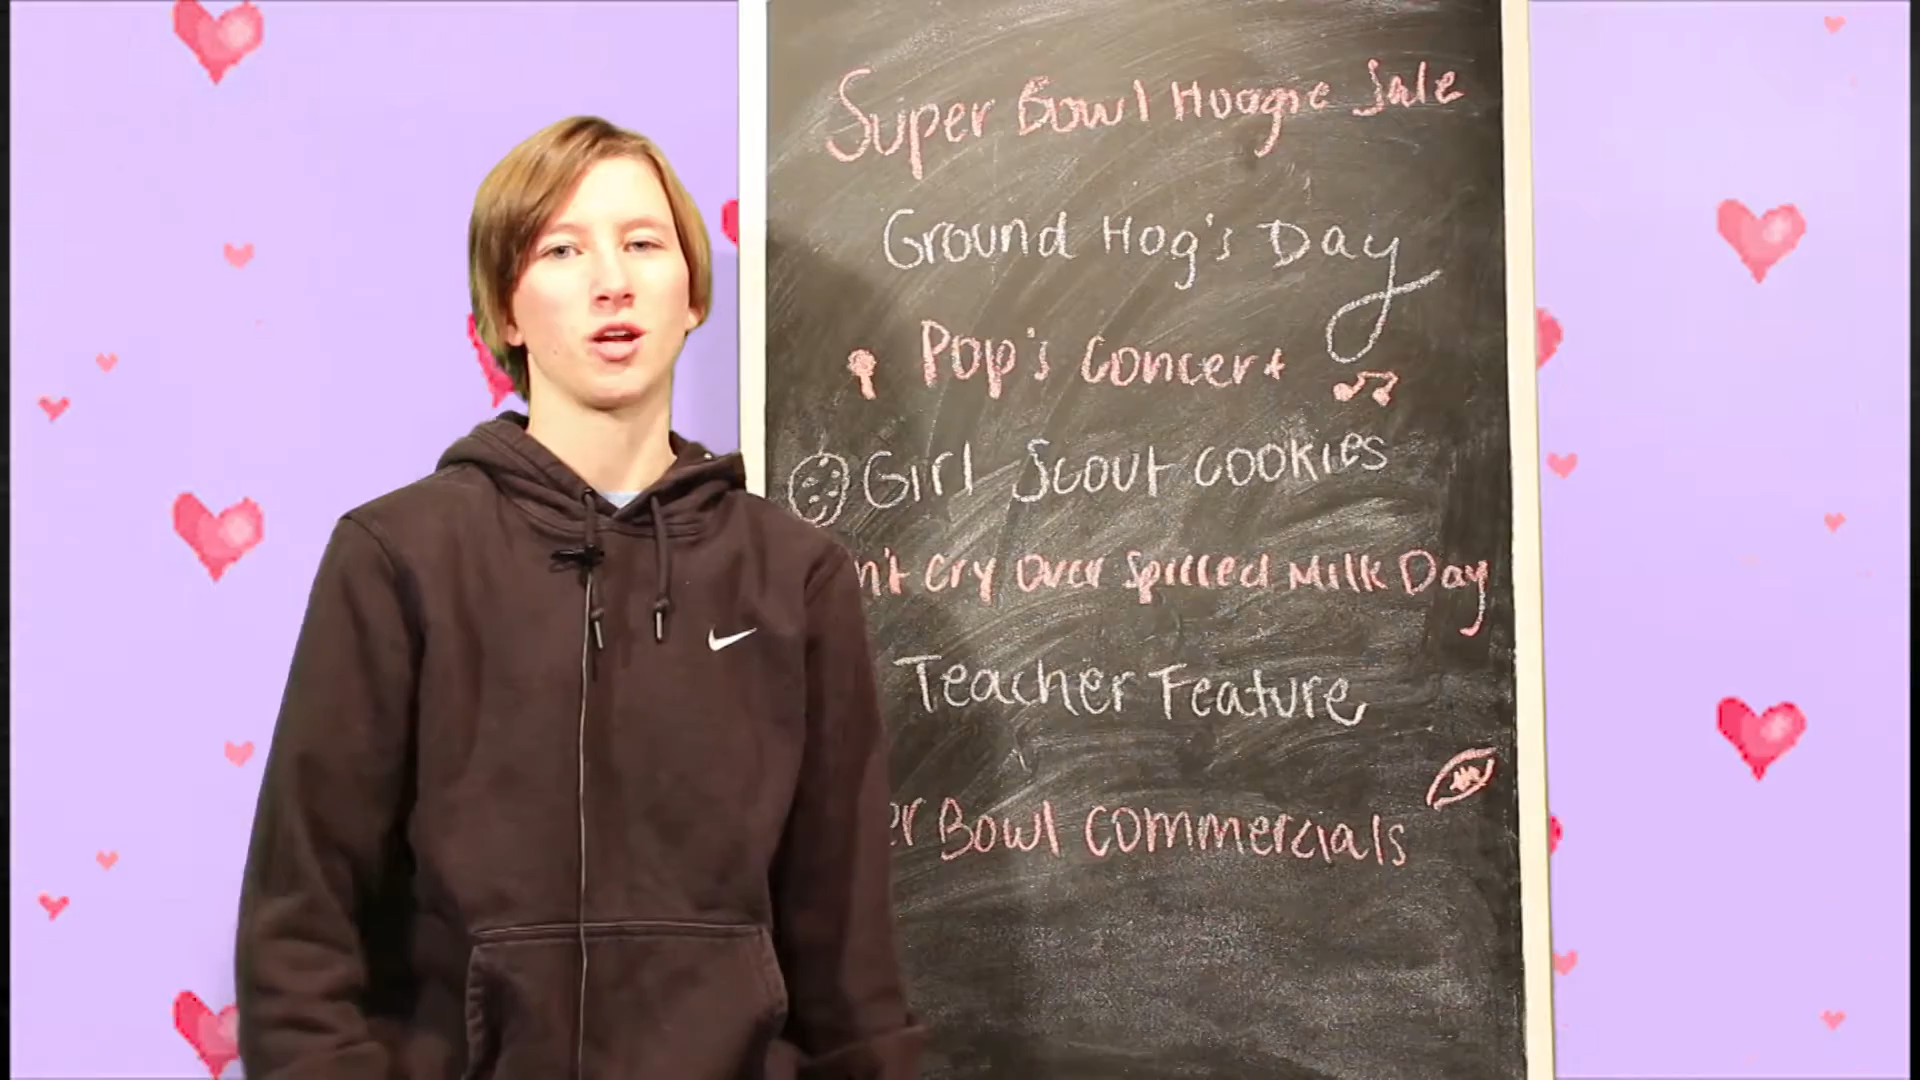 Super Bowl Hoagie Sale
Ground Hog's Day
Pop's Concert
Girl Scout Cookies
n't Cry Over Spilled Milk Day
Teacher Feature
er Bowl Commercials